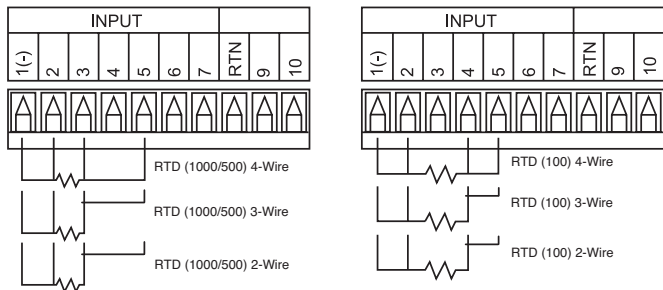 INPUT
1(-) 2 3 4 5 6 7 RTN 9 10
RTD (1000/500) 4-Wire
RTD (1000/500) 3-Wire
RTD (1000/500) 2-Wire
INPUT
1(-) 2 3 4 5 6 7 RTN 9 10
RTD (100) 4-Wire
RTD (100) 3-Wire
RTD (100) 2-Wire